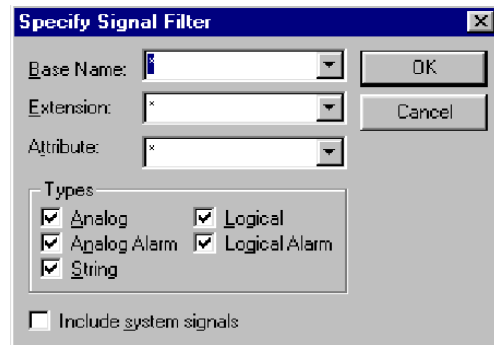 Specify Signal Filter
Base Name: *
OK
Extension: *
Cancel
Attribute: *
Types
Analog Logical
Analog Alarm Logical Alarm
String
Include system signals